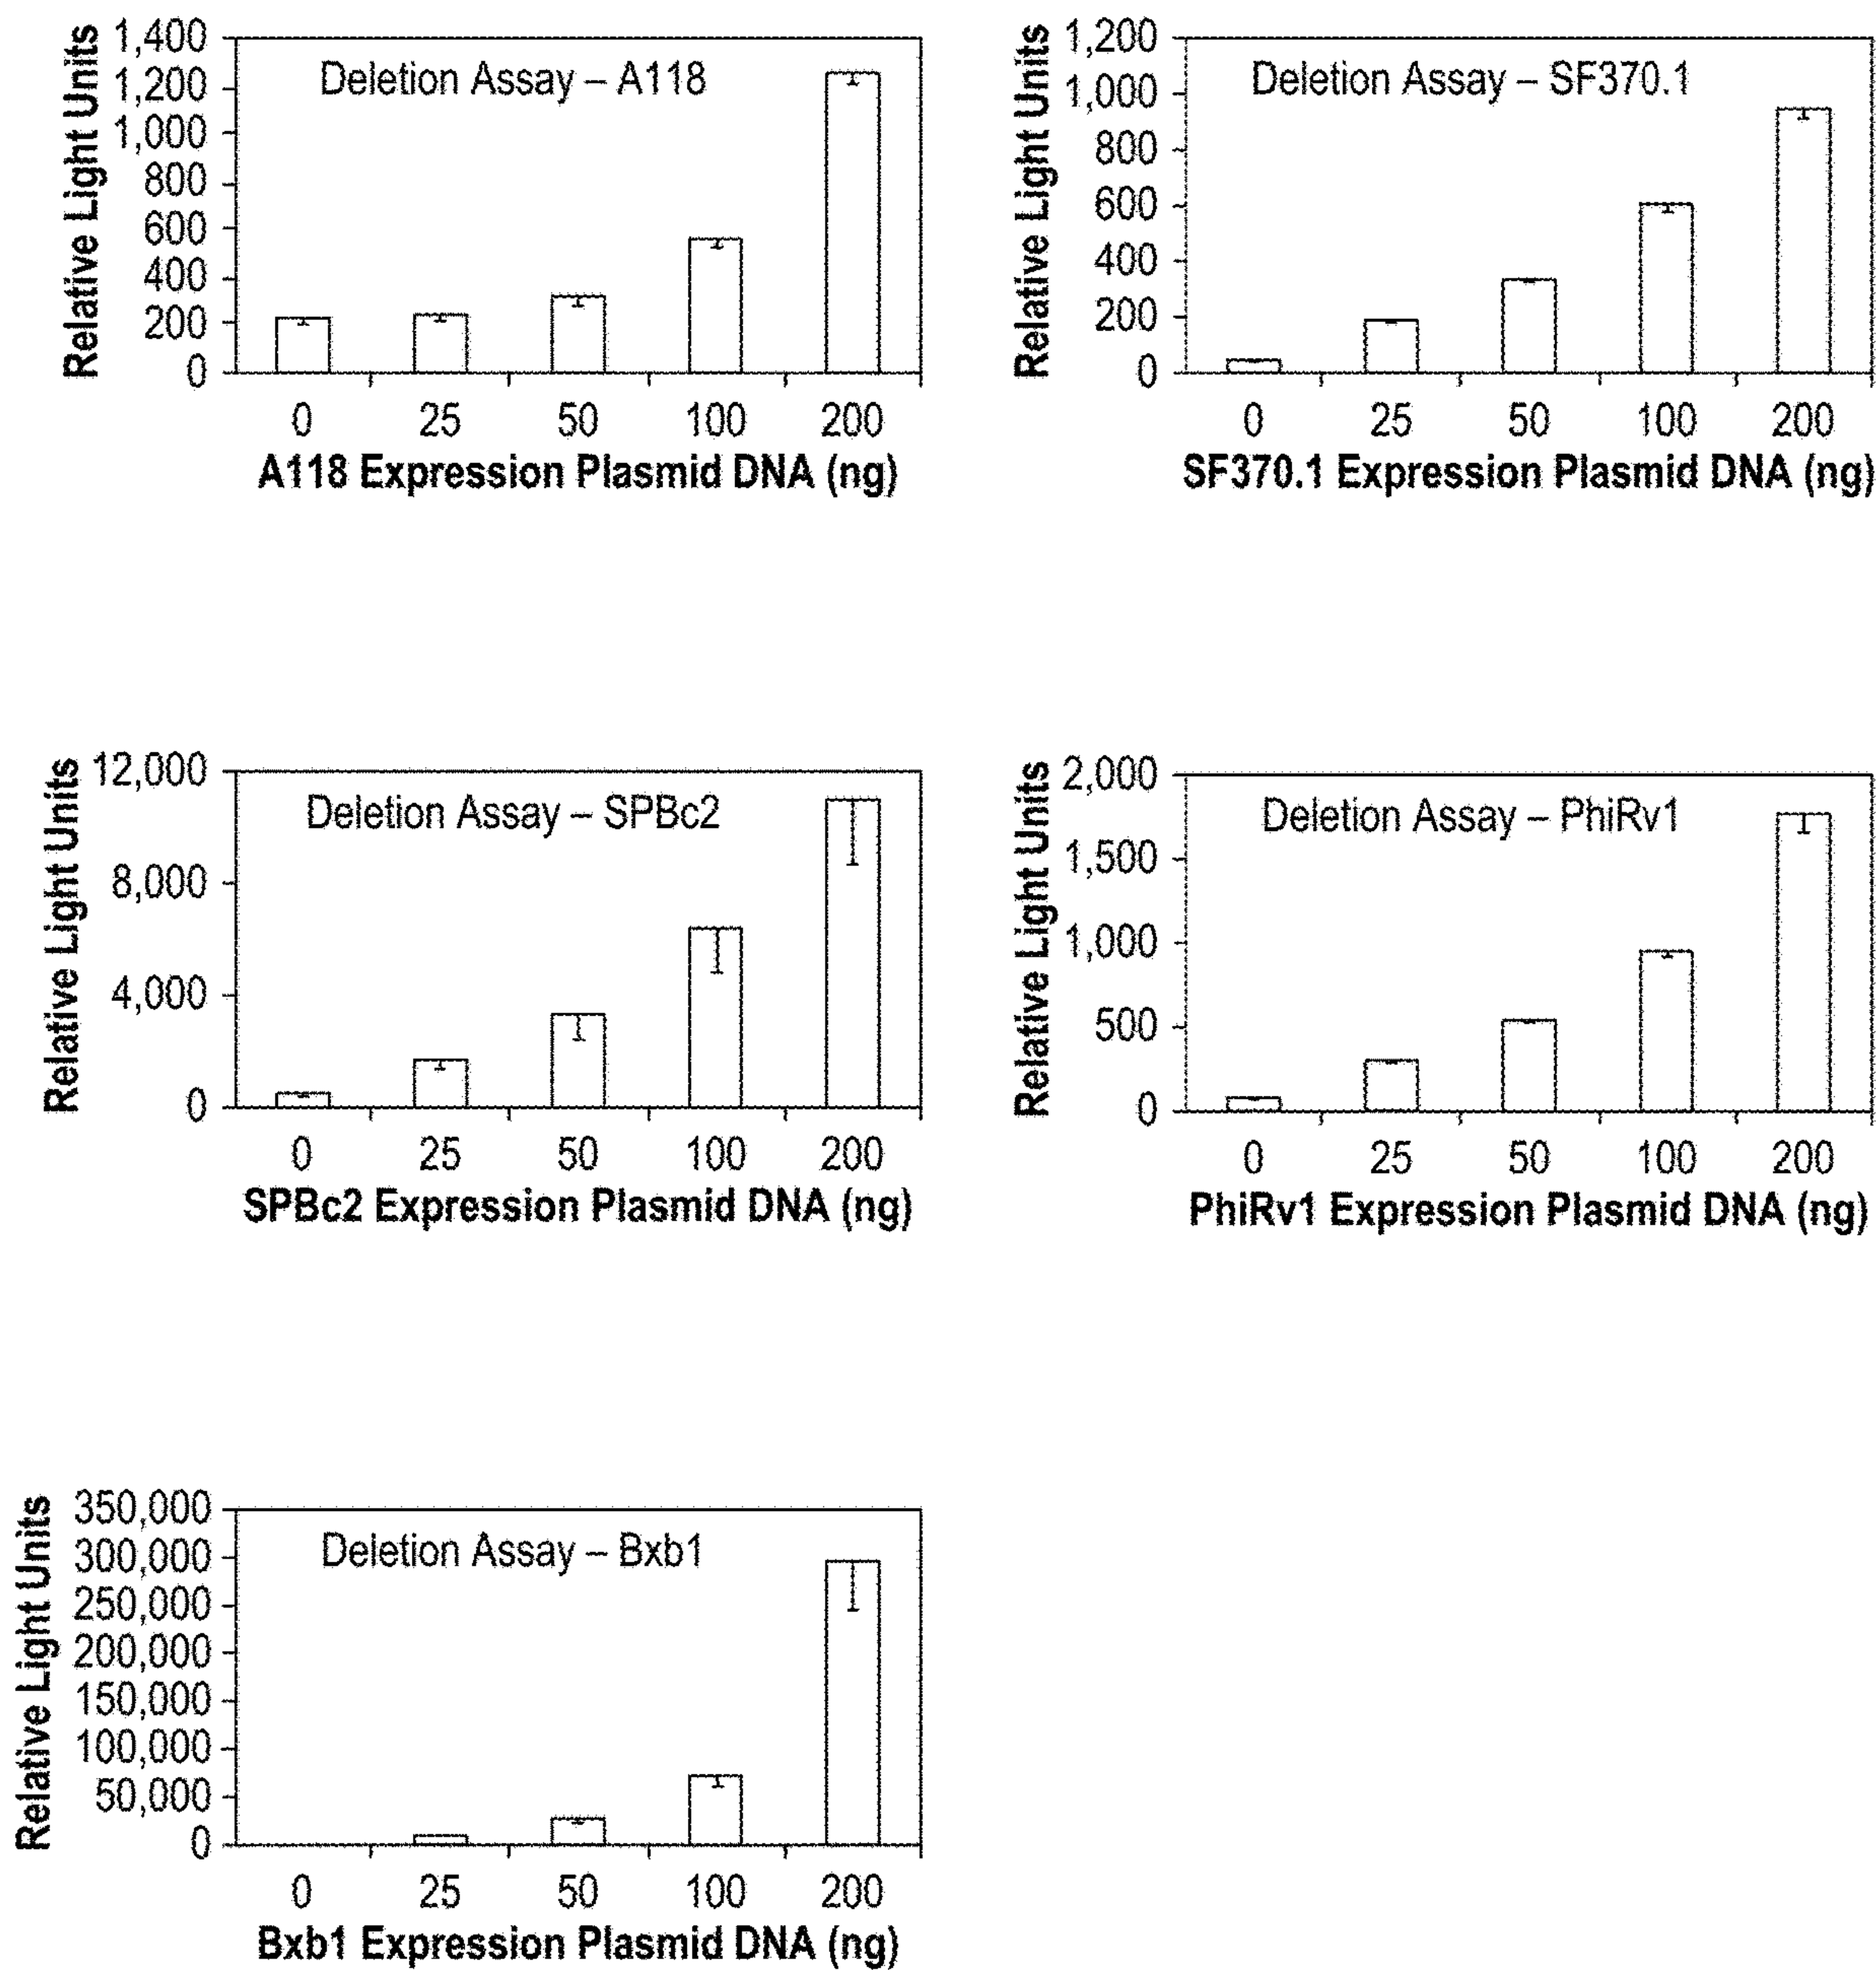 Relative Light Units
1,400
1,200
1,000
800
600
400
200
0
Deletion Assay – A118
0 25 50 100 200
A118 Expression Plasmid DNA (ng)
Relative Light Units
1,200
1,000
800
600
400
200
0
Deletion Assay – SF370.1
0 25 50 100 200
SF370.1 Expression Plasmid DNA (ng)
Relative Light Units
12,000
8,000
4,000
0
Deletion Assay – SPBc2
0 25 50 100 200
SPBc2 Expression Plasmid DNA (ng)
Relative Light Units
2,000
1,500
1,000
500
0
Deletion Assay – PhiRv1
0 25 50 100 200
PhiRv1 Expression Plasmid DNA (ng)
Relative Light Units
350,000
300,000
250,000
200,000
150,000
100,000
50,000
0
Deletion Assay – Bxb1
0 25 50 100 200
Bxb1 Expression Plasmid DNA (ng)